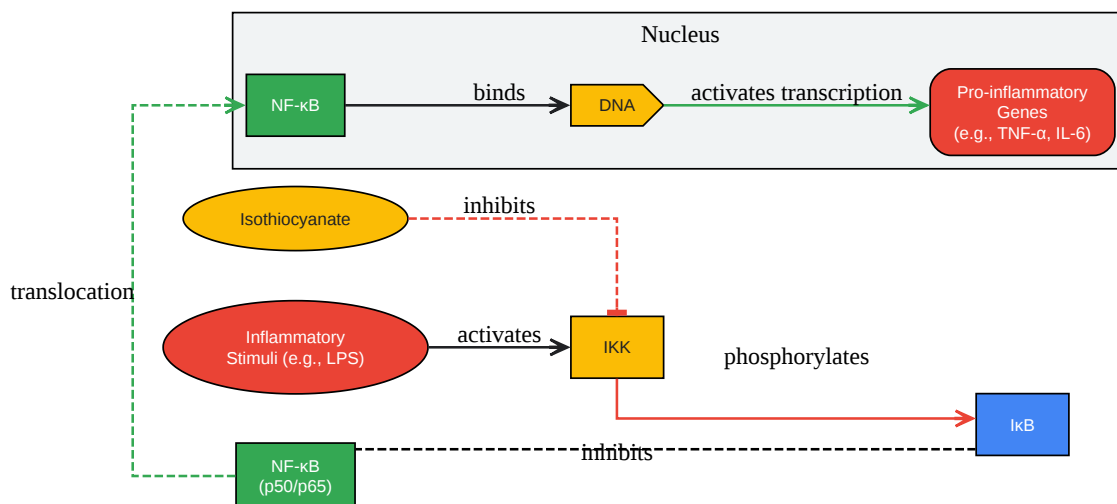 Nucleus
NF-κB
binds
DNA
activates transcription
Pro-inflammatory
Genes
(e.g., TNF-α, IL-6)
Isothiocyanate
inhibits
translocation
Inflammatory
Stimuli (e.g., LPS)
activates
IKK
phosphorylates
IκB
inhibits
NF-κB
(p50/p65)